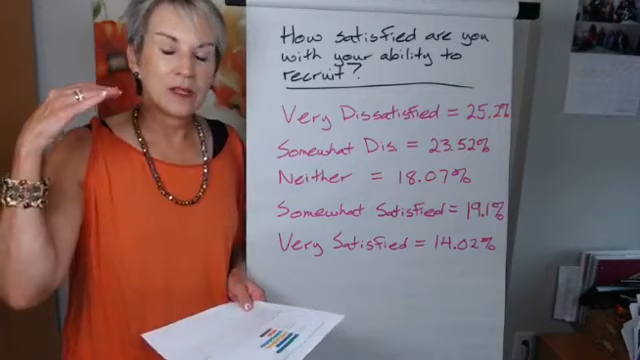 How satisfied are you
with your ability to
recruit?
Very Dissatisfied = 25.2%
Somewhat Dis. = 23.52%
Neither = 18.07%
Somewhat Satisfied = 19.1%
Very Satisfied = 14.02%